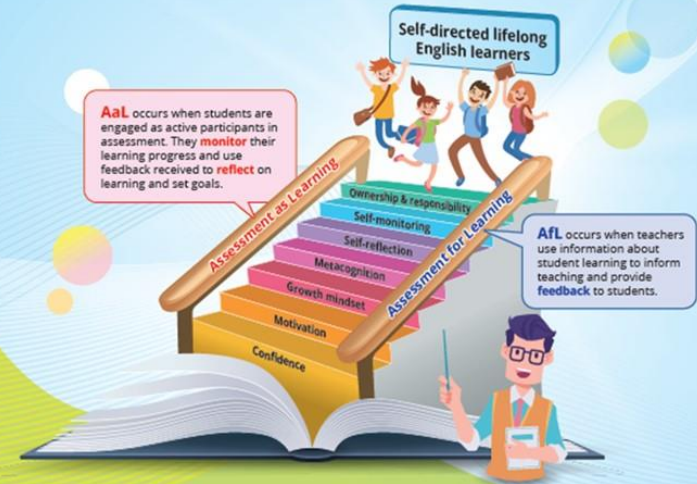 Self-directed lifelong
English learners
AaL occurs when students are
engaged as active participants in
assessment. They monitor their
learning progress and use
feedback received to reflect on
learning and set goals.
Assessment as Learning
Ownership & responsibility
Self-monitoring
Self-reflection
Metacognition
Growth mindset
Motivation
Confidence
Assessment for Learning
AfL occurs when teachers
use information about
student learning to inform
teaching and provide
feedback to students.